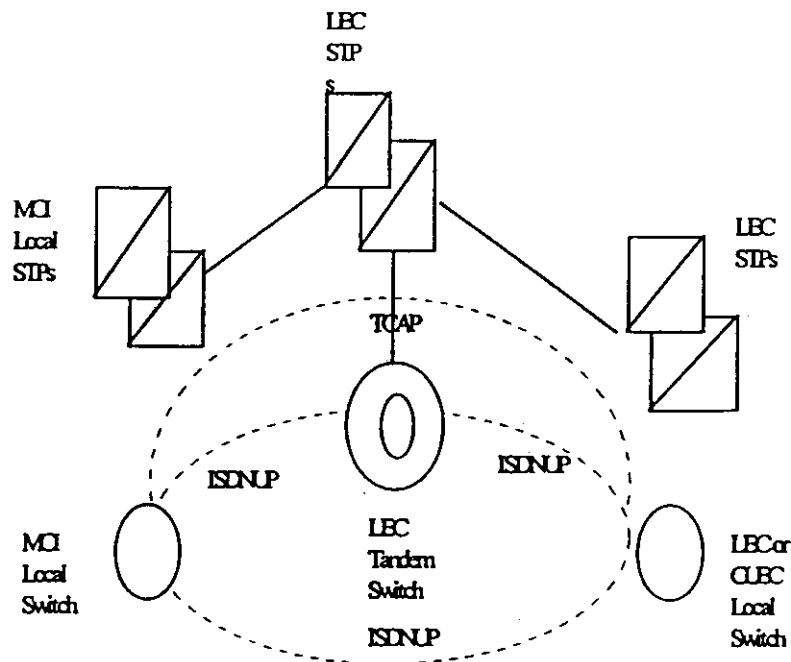 LEC
STP
s
MCI
Local
STPs
LEC
STPs
TCAP
ISDNUP
ISDNUP
MCI
Local
Switch
LEC
Tandem
Switch
LEC or
CLEC
Local
Switch
ISDNUP